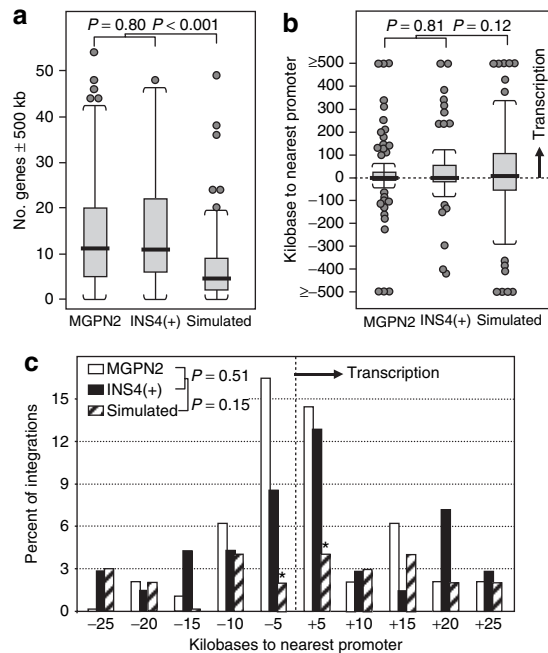 a
P = 0.80 P < 0.001
No. genes ± 500 kb
50
40
30
20
10
0
MGPN2 INS4(+) Simulated
b
P = 0.81 P = 0.12
Kilobase to nearest promoter
≥500
400
300
200
100
0
−100
−200
−300
−400
≥−500
Transcription
MGPN2 INS4(+) Simulated
c
MGPN2
INS4(+)
Simulated
P = 0.51
P = 0.15
Transcription
Percent of integrations
15
12
9
6
3
0
* *
−25 −20 −15 −10 −5 +5 +10 +15 +20 +25
Kilobases to nearest promoter